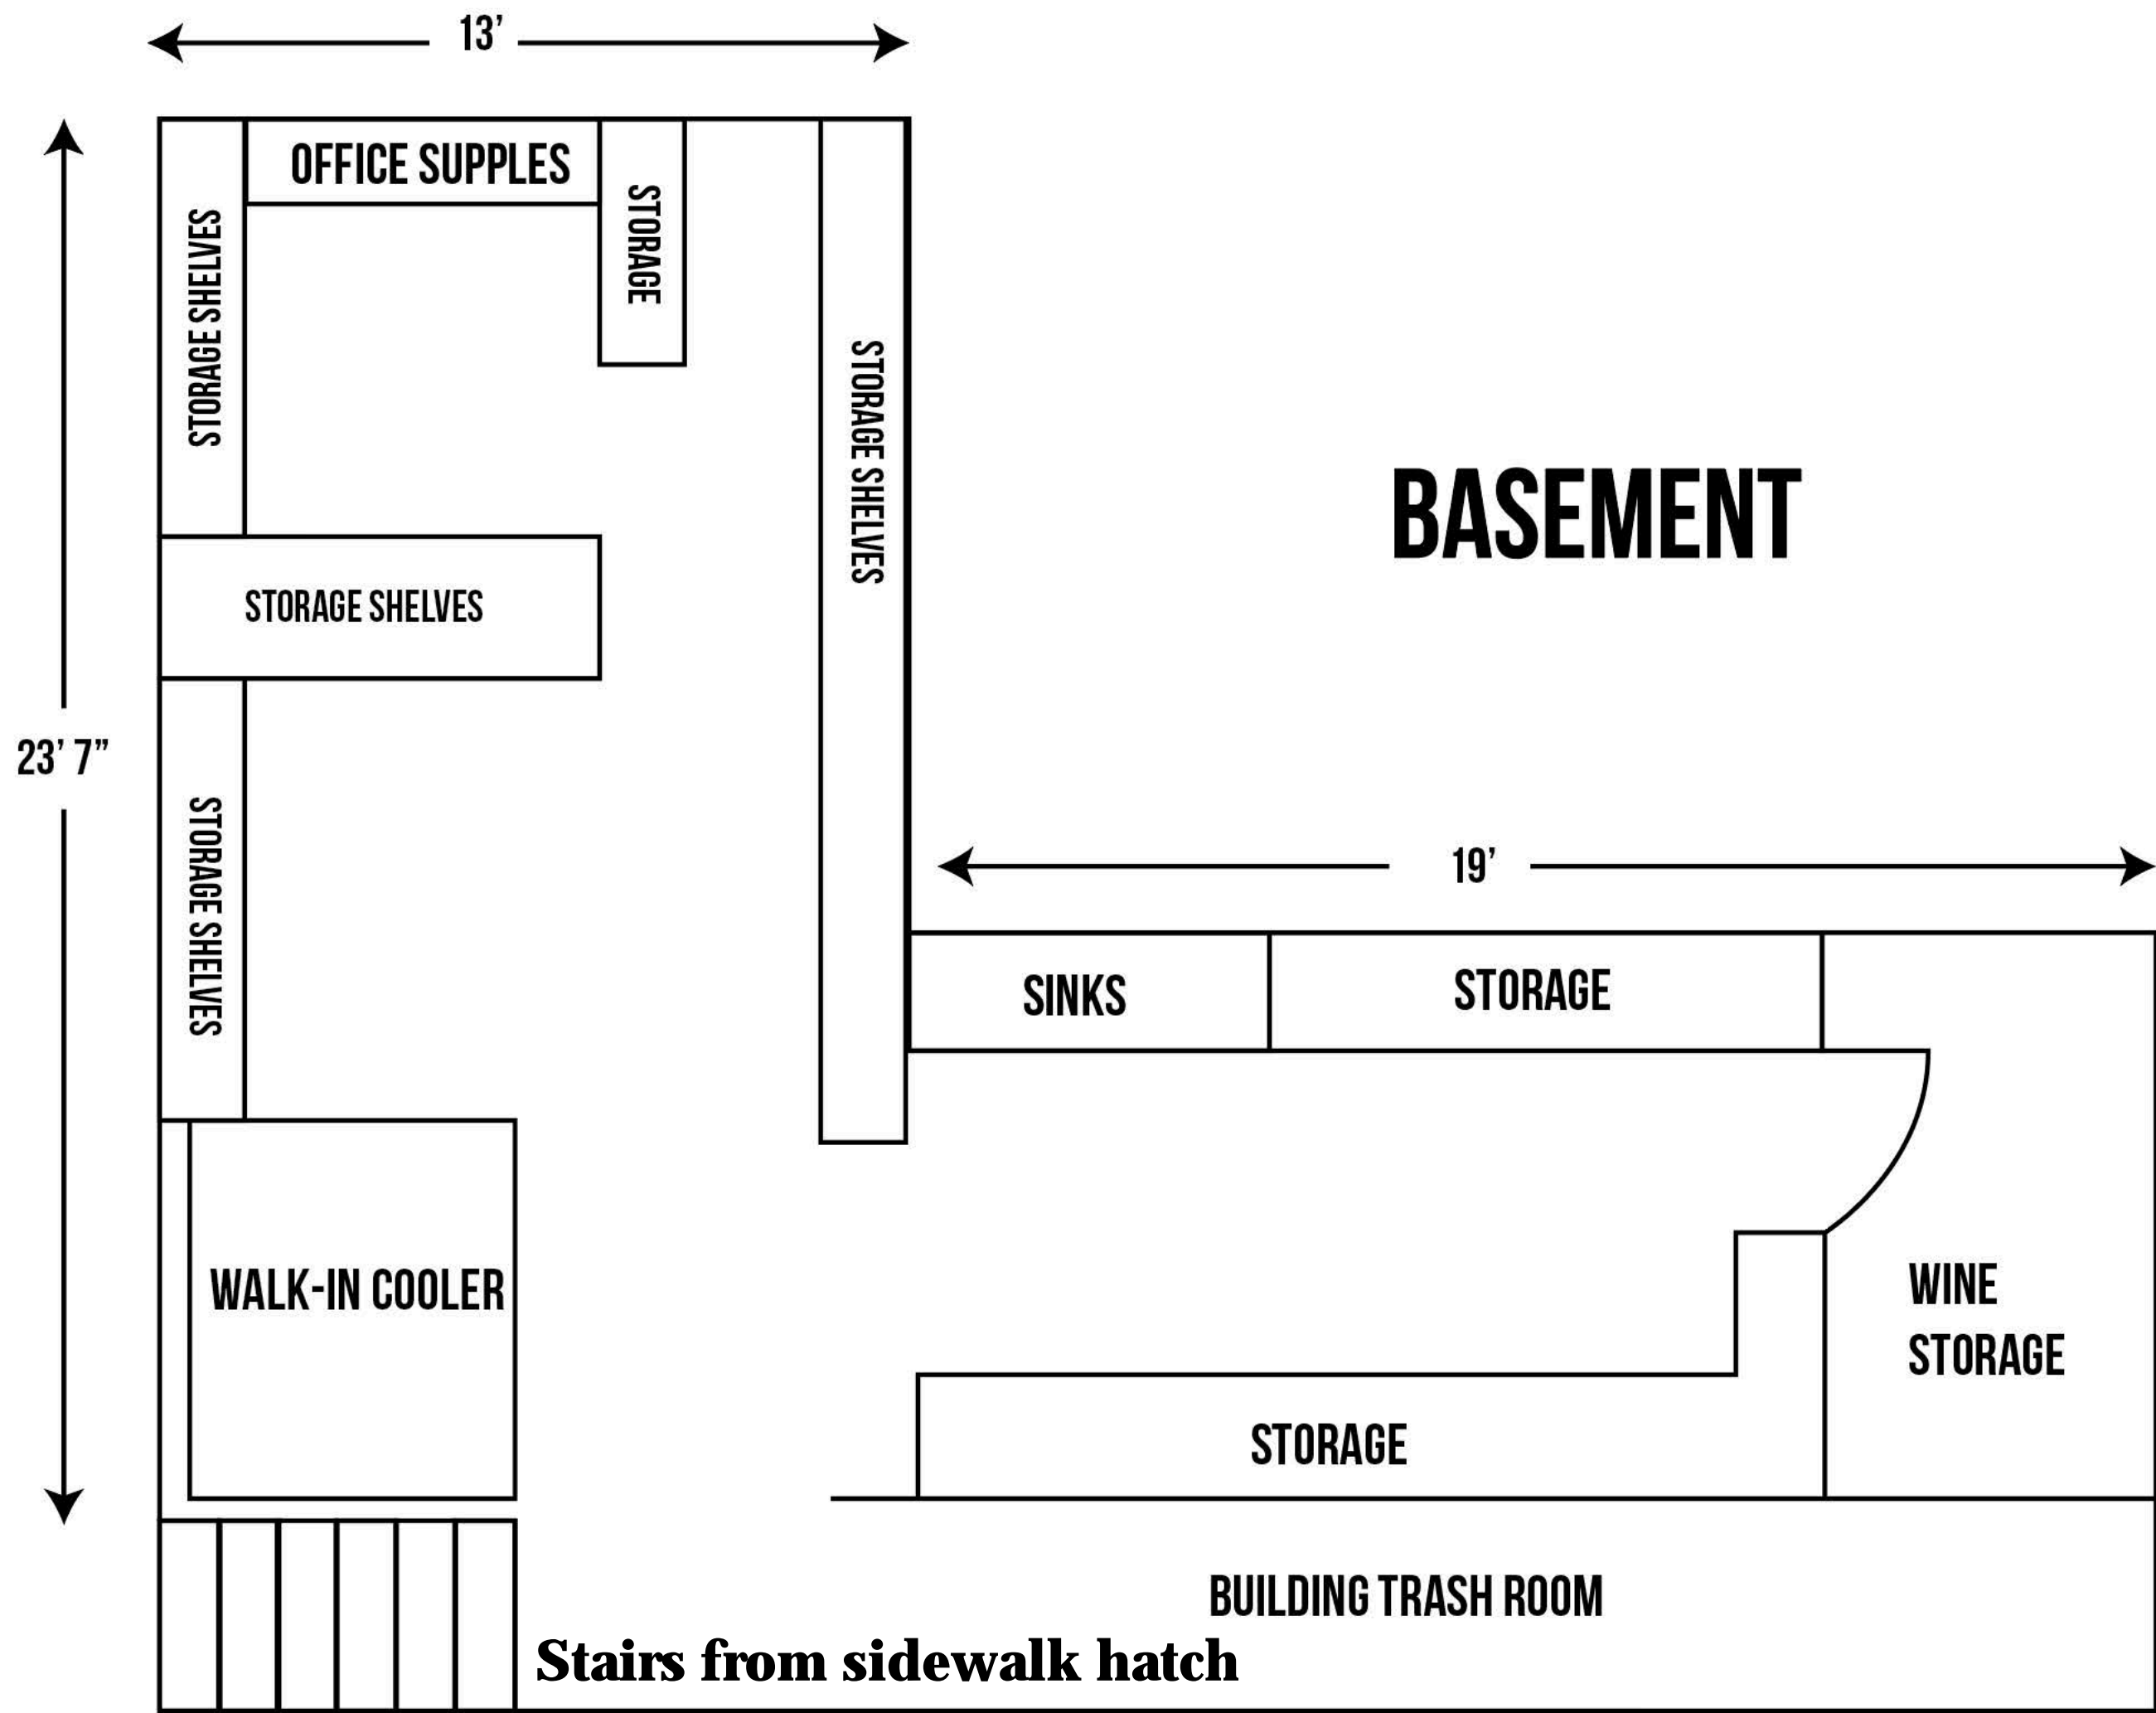 13’
OFFICE SUPPLES
STORAGE
STORAGE SHELVES
STORAGE SHELVES
BASEMENT
STORAGE SHELVES
23’ 7”
STORAGE SHELVES
19’
SINKS
STORAGE
WALK-IN COOLER
WINE
STORAGE
STORAGE
BUILDING TRASH ROOM
Stairs from sidewalk hatch